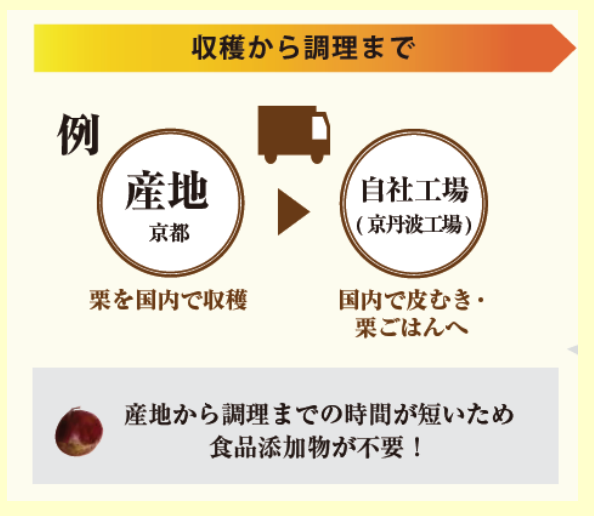 収穫から調理まで
例
産地
京都
自社工場
(京丹波工場)
栗を国内で収穫
国内で皮むき・
栗ごはんへ
産地から調理までの時間が短いため
食品添加物が不要！